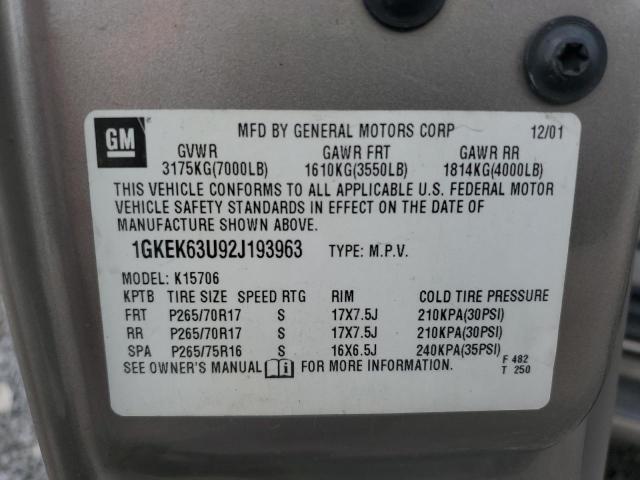 GM
MFD BY GENERAL MOTORS CORP 12/01
GVWR GAWR FRT GAWR RR
3175KG(7000LB) 1610KG(3550LB) 1814KG(4000LB)
THIS VEHICLE CONFORMS TO ALL APPLICABLE U.S. FEDERAL MOTOR
VEHICLE SAFETY STANDARDS IN EFFECT ON THE DATE OF
MANUFACTURE SHOWN ABOVE.
1GKEK63U92J193963 TYPE: M.P.V.
MODEL: K15706
KPTB TIRE SIZE SPEED RTG RIM COLD TIRE PRESSURE
FRT P265/70R17 S 17X7.5J 210KPA(30PSI)
RR P265/70R17 S 17X7.5J 210KPA(30PSI)
SPA P265/75R16 S 16X6.5J 240KPA(35PSI)
F 482
T 250
SEE OWNER'S MANUAL i FOR MORE INFORMATION.